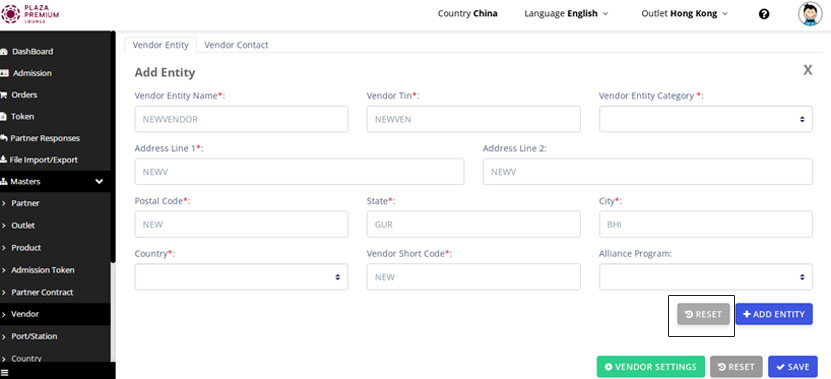 PLAZA
PREMIUM
LOUNGE
Country China
Language English
Outlet Hong Kong
DashBoard
Admission
Orders
Token
Partner Responses
File Import/Export
Masters
Partner
Outlet
Product
Admission Token
Partner Contract
Vendor
Port/Station
Country
Vendor Entity
Vendor Contact
Add Entity
X
Vendor Entity Name*:
Vendor Tin*:
Vendor Entity Category *:
NEWVENDOR
NEWVEN
Address Line 1*:
Address Line 2:
NEWV
NEWV
Postal Code*:
State*:
City*:
NEW
GUR
BHI
Country*:
Vendor Short Code*:
Alliance Program:
NEW
RESET
+ ADD ENTITY
VENDOR SETTINGS
RESET
SAVE